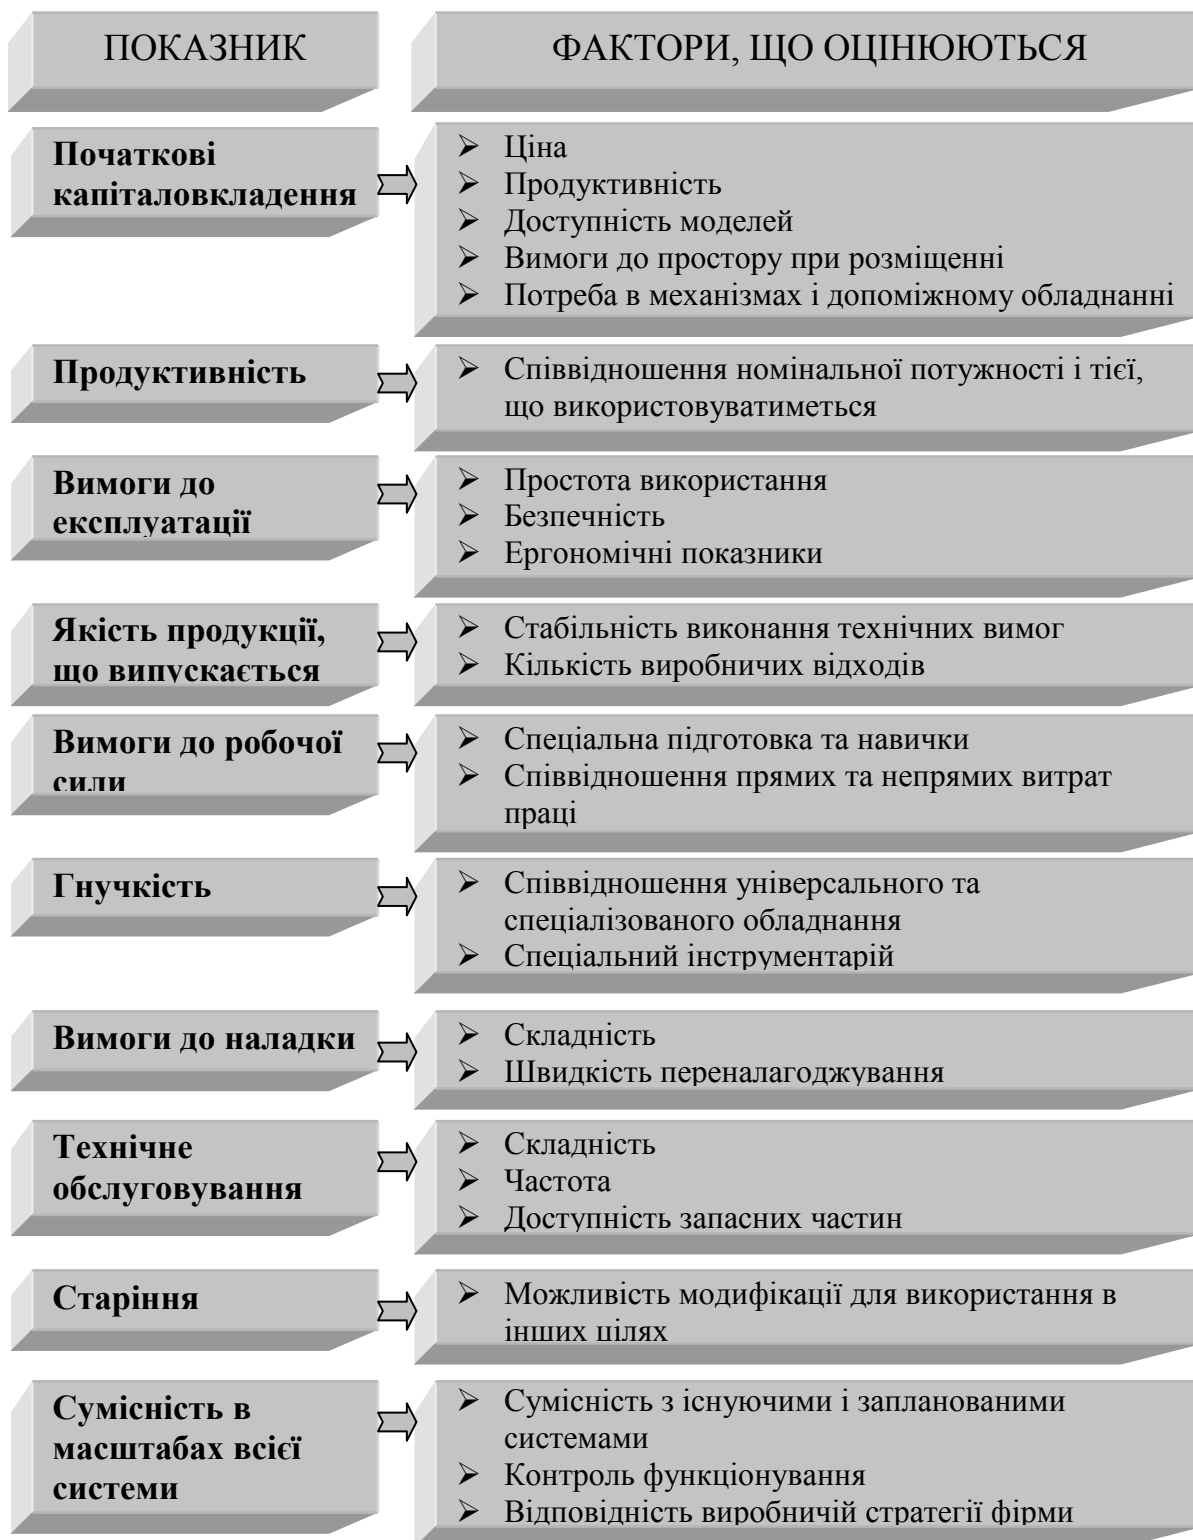 ПОКАЗНИК
ФАКТОРИ, ЩО ОЦІНЮЮТЬСЯ
Початкові
капіталовкладення
➢ Ціна
➢ Продуктивність
➢ Доступність моделей
➢ Вимоги до простору при розміщенні
➢ Потреба в механізмах і допоміжному обладнанні
Продуктивність
➢ Співвідношення номінальної потужності і тієї,
що використовуватиметься
Вимоги до
експлуатації
➢ Простота використання
➢ Безпечність
➢ Ергономічні показники
Якість продукції,
що випускається
➢ Стабільність виконання технічних вимог
➢ Кількість виробничих відходів
Вимоги до робочої
сили
➢ Спеціальна підготовка та навички
➢ Співвідношення прямих та непрямих витрат
праці
Гнучкість
➢ Співвідношення універсального та
спеціалізованого обладнання
➢ Спеціальний інструментарій
Вимоги до наладки
➢ Складність
➢ Швидкість переналагоджування
Технічне
обслуговування
➢ Складність
➢ Частота
➢ Доступність запасних частин
Старіння
➢ Можливість модифікації для використання в
інших цілях
Сумісність в
масштабах всієї
системи
➢ Сумісність з існуючими і запланованими
системами
➢ Контроль функціонування
➢ Відповідність виробничій стратегії фірми